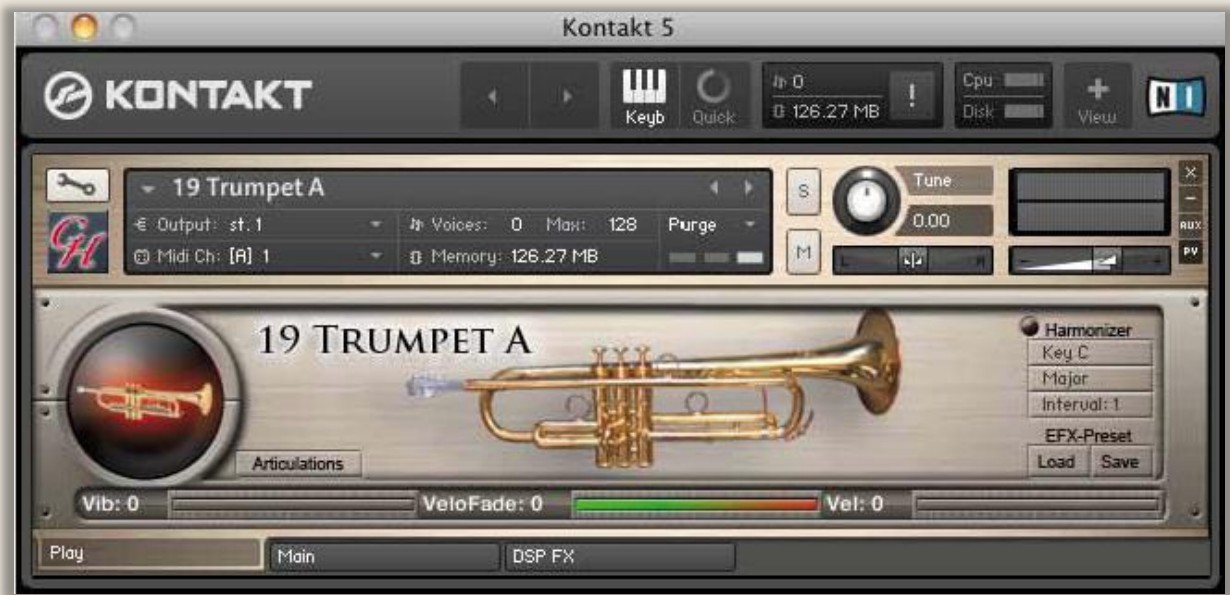 Kontakt 5
KONTAKT
Keyb
Quick
0
126.27 MB
!
Cpu
Disk
View
N I
19 Trumpet A
Output: st. 1
Voices: 0 Max: 128
Purge
Midi Ch: [A] 1
Memory: 126.27 MB
S
M
Tune
0.00
L
R
AUX
PV
GH
19 TRUMPET A
Harmonizer
Key C
Major
Interval: 1
EFX-Preset
Load Save
Articulations
Vib: 0 VeloFade: 0 Vel: 0
Play Main DSP FX